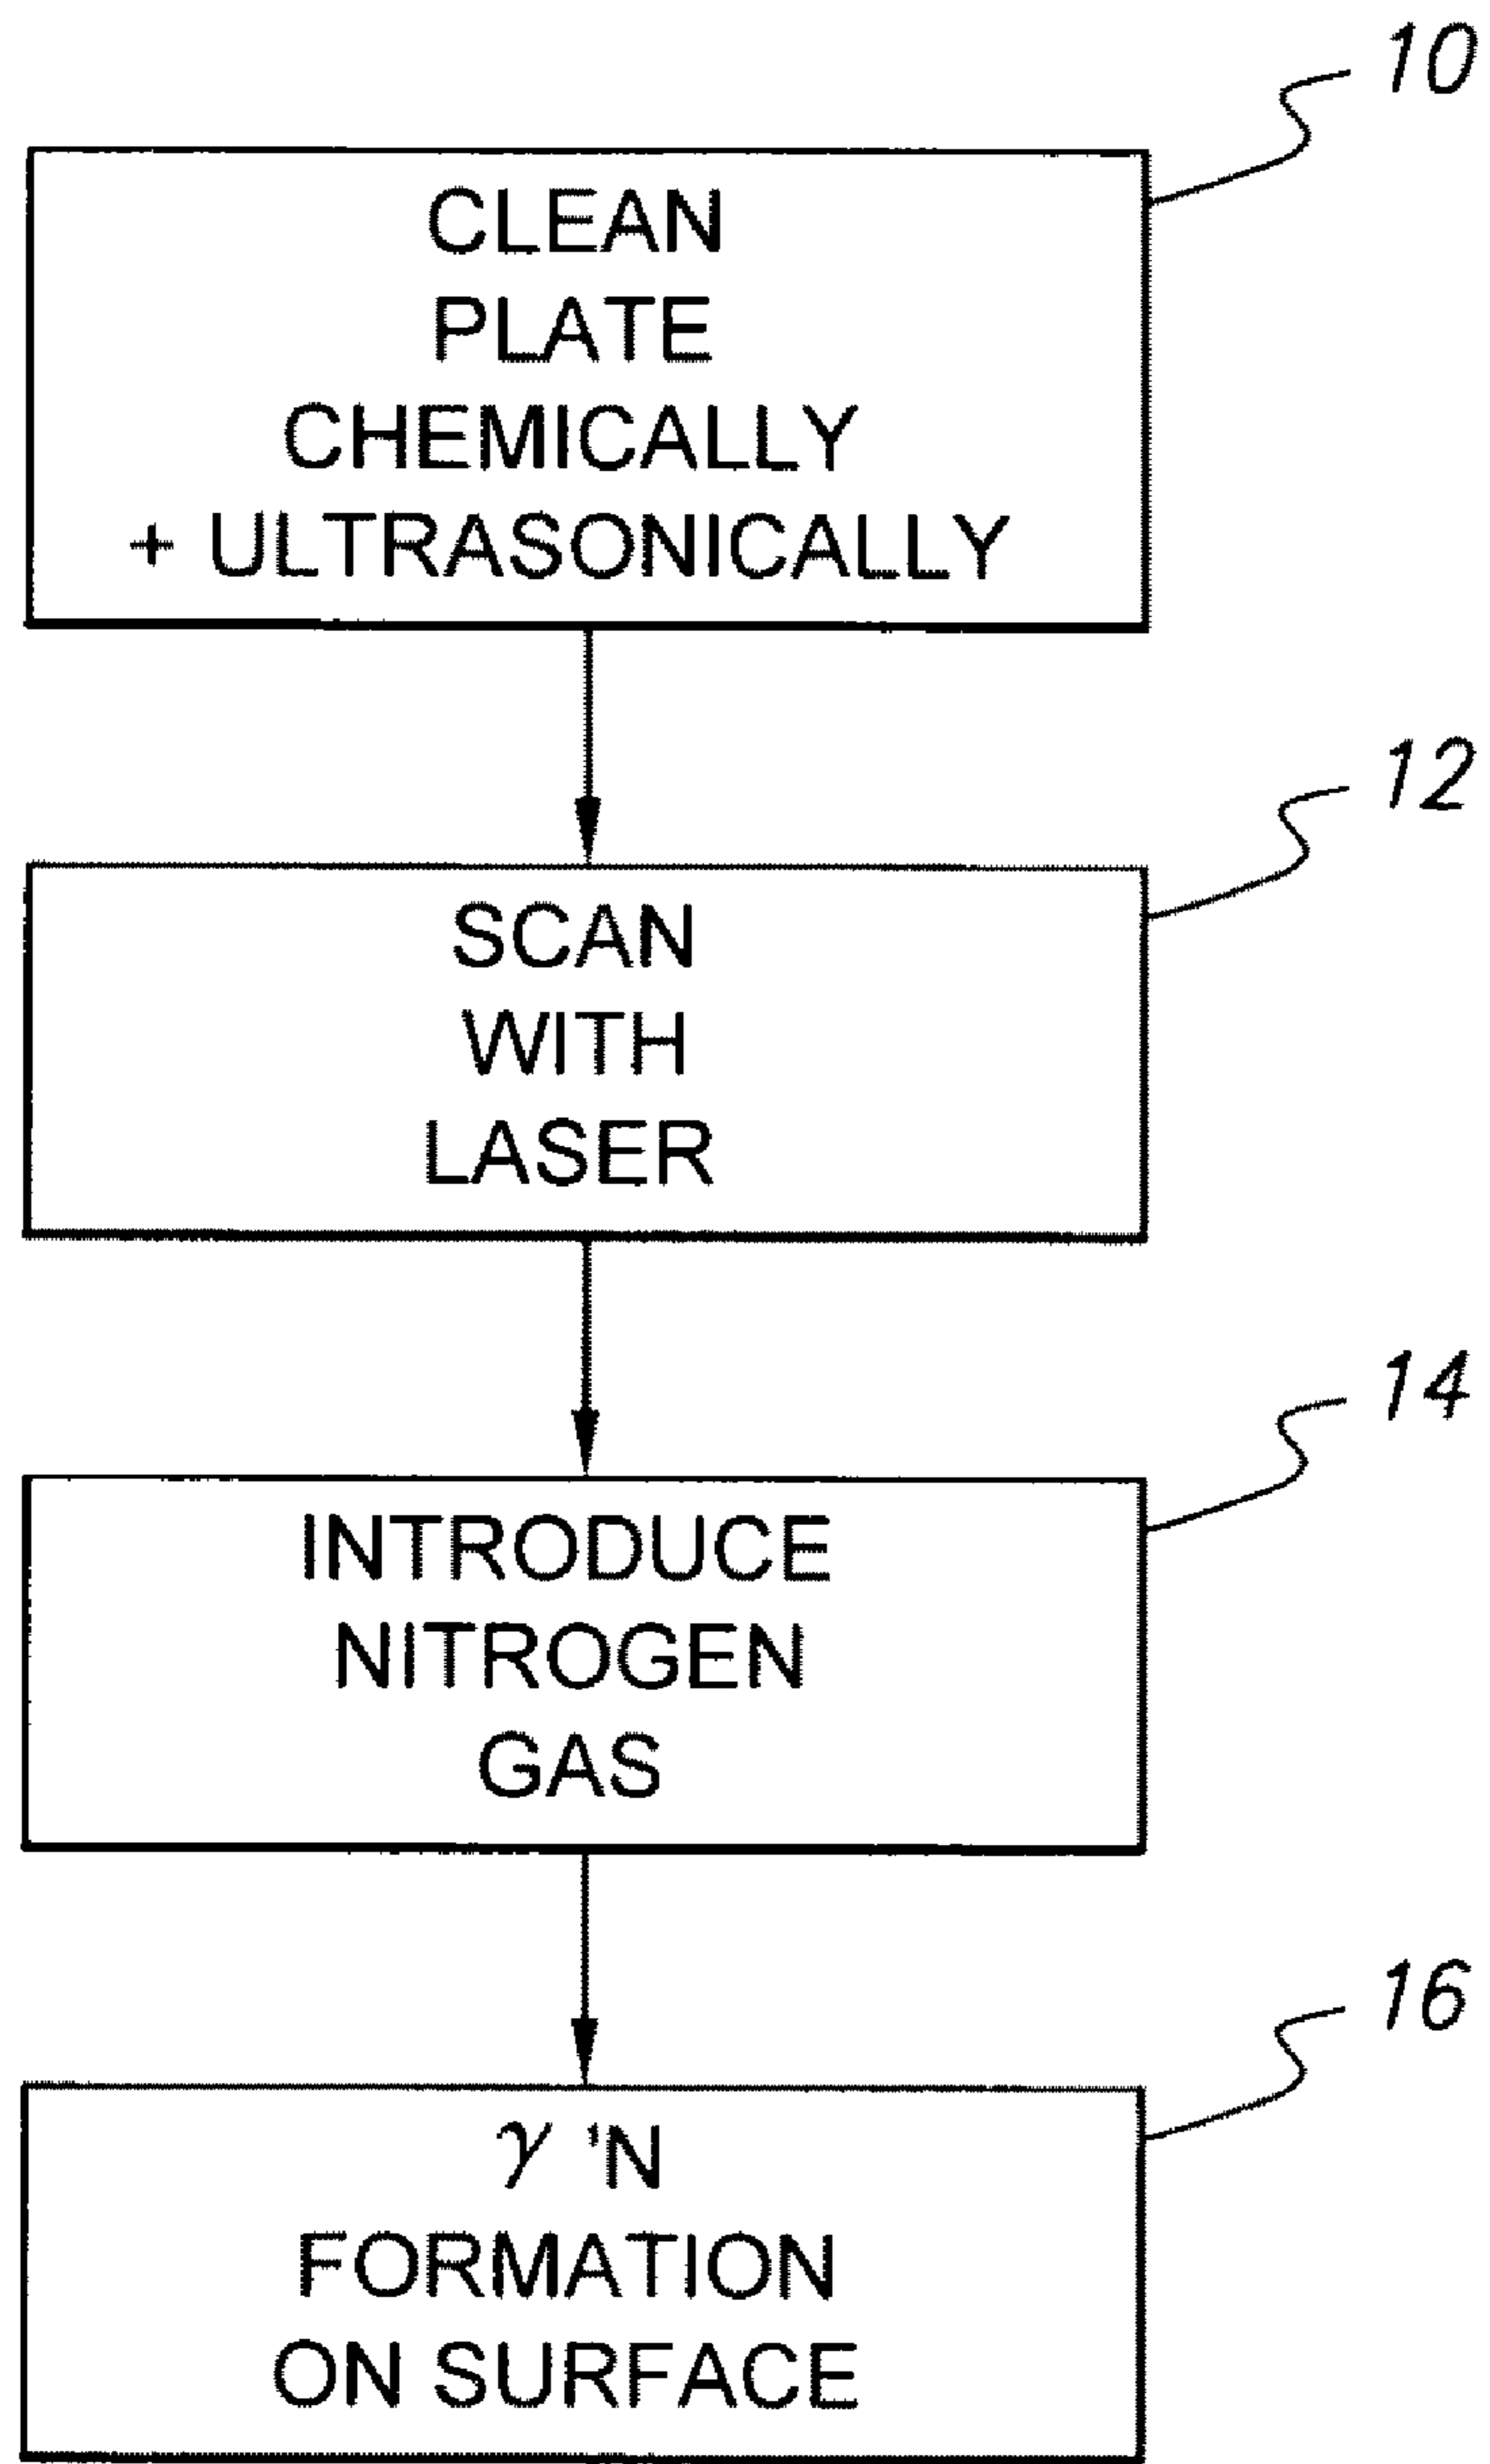 10
CLEAN
PLATE
CHEMICALLY
+ ULTRASONICALLY
12
SCAN
WITH
LASER
14
INTRODUCE
NITROGEN
GAS
16
γ 'N
FORMATION
ON SURFACE